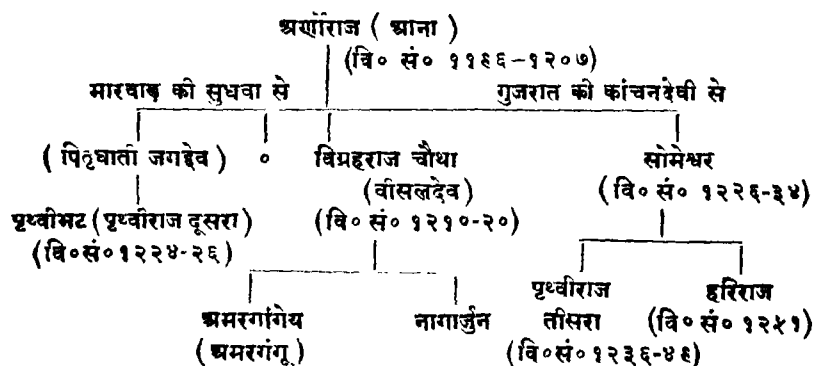 अर्णोराज ( आना )
(वि० सं० ११९६-१२०७)
मारवाड़ की सुधवा से गुजरात की कांचनदेवी से
( पितृघाती जगद्देव ) ० विग्रहराज चौथा सोमेश्वर
(वीसलदेव) (वि० सं० १२२६-३४)
पृथ्वीभट (पृथ्वीराज दूसरा) (वि० सं० १२१०-२०)
(वि०सं०१२२४-२६)
पृथ्वीराज हरिराज
अमरगांगेय नागार्जुन तीसरा (वि० सं० १२५१)
(अमरगंगू) (वि०सं०१२३६-४९)